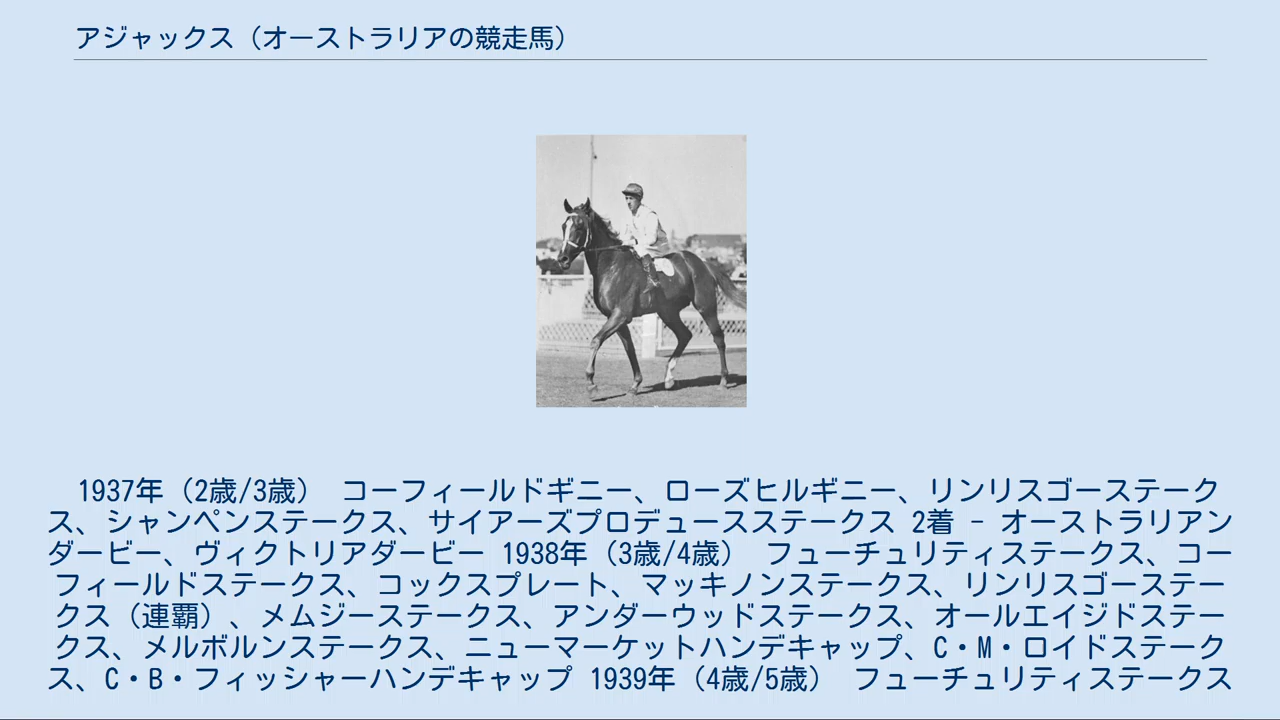 アジャックス（オーストラリアの競走馬）
1937年（2歳/3歳） コーフィールドギニー、ローズヒルギニー、リンリスゴーステーク
ス、シャンペンステークス、サイアーズプロデュースステークス 2着 - オーストラリアン
ダービー、ヴィクトリアダービー 1938年（3歳/4歳） フューチュリティステークス、コー
フィールドステークス、コックスプレート、マッキノンステークス、リンリスゴーステー
クス（連覇）、メムジーステークス、アンダーウッドステークス、オールエイジドステー
クス、メルボルンステークス、ニューマーケットハンデキャップ、C・M・ロイドステーク
ス、C・B・フィッシャーハンデキャップ 1939年（4歳/5歳） フューチュリティステークス